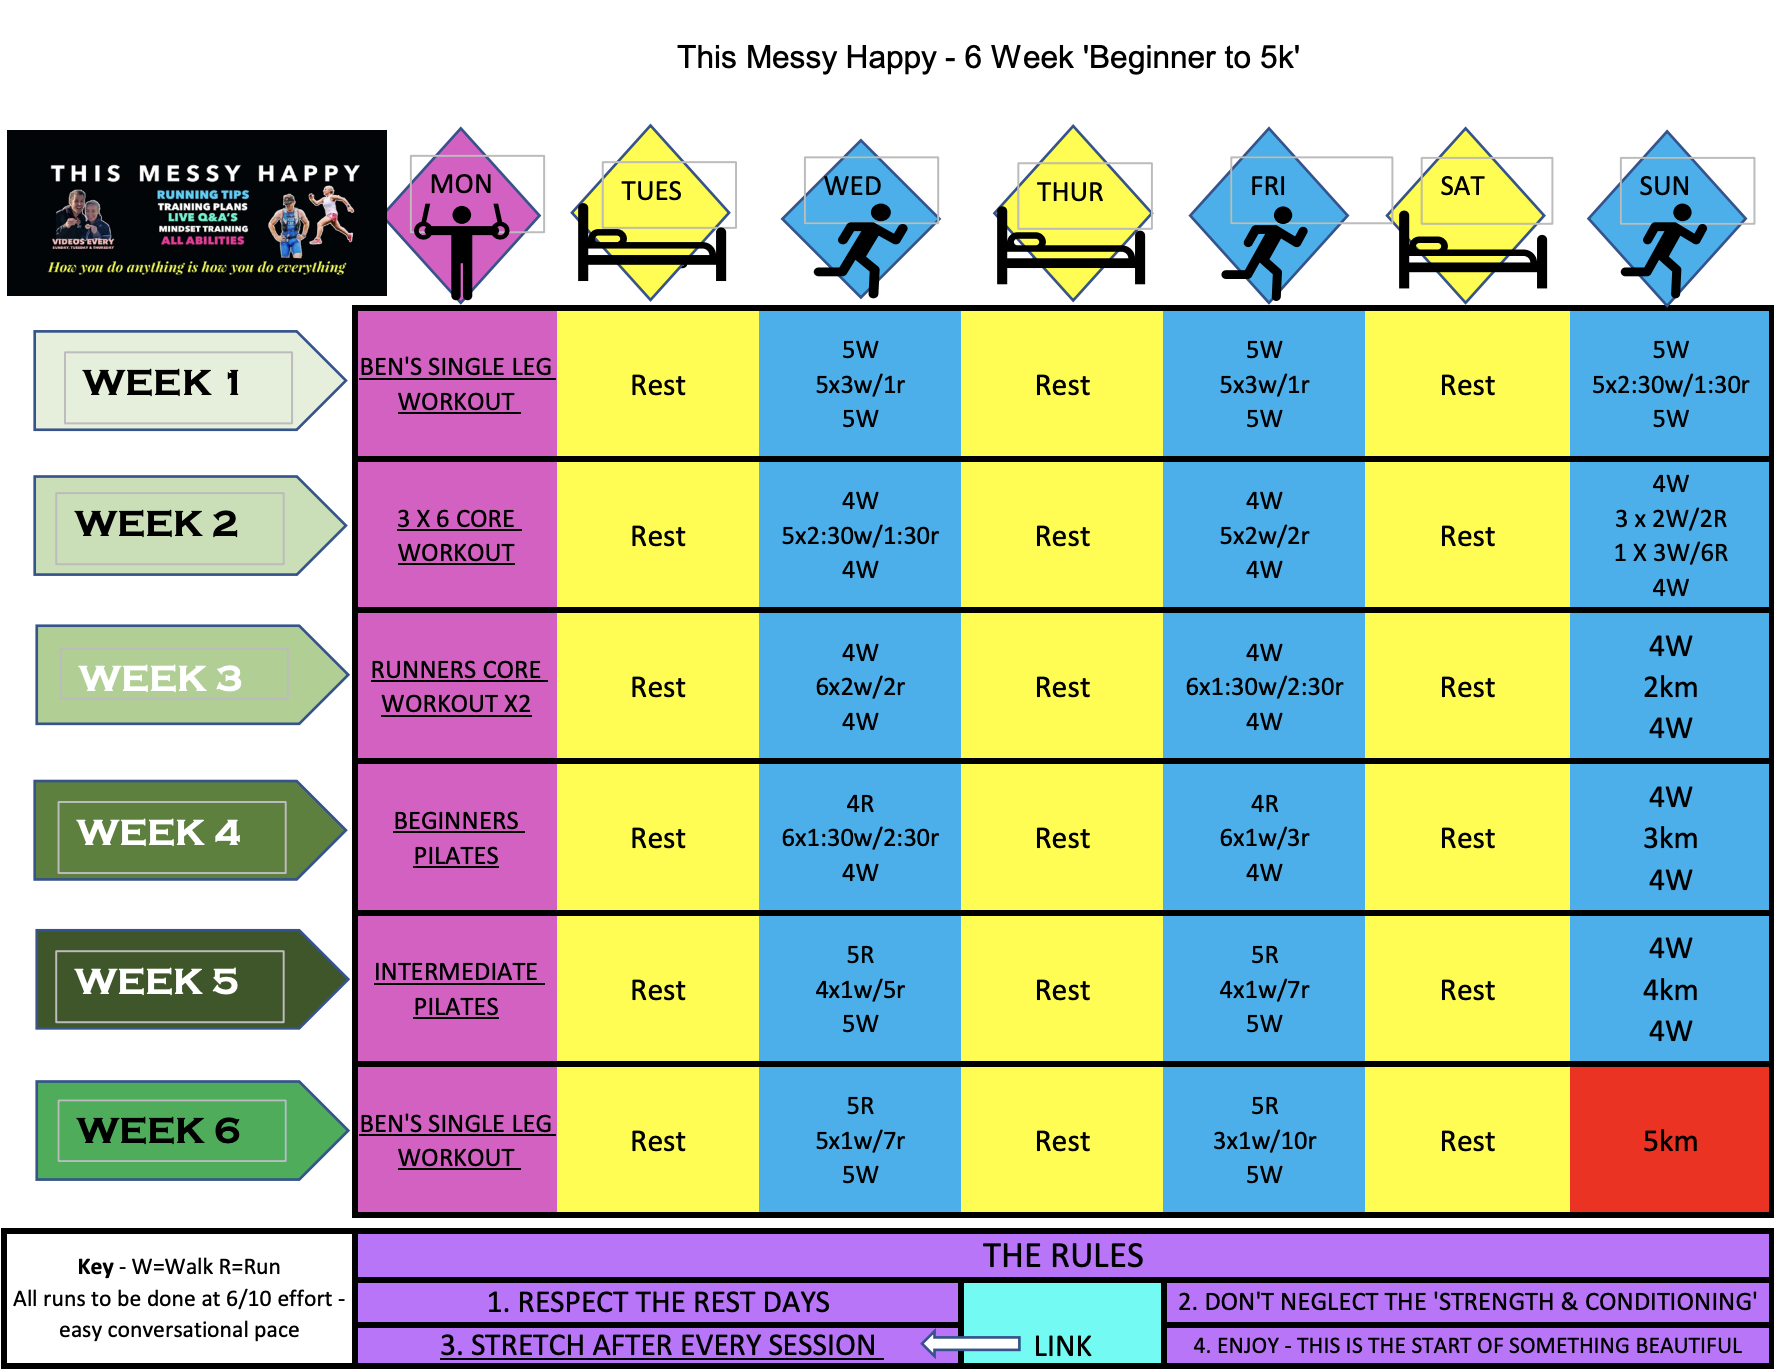 This Messy Happy - 6 Week 'Beginner to 5k'
THIS MESSY HAPPY
RUNNING TIPS
TRAINING PLANS
LIVE Q&A'S
MINDSET TRAINING
ALL ABILITIES
VIDEOS EVERY
SUNDAY, TUESDAY & THURSDAY
How you do anything is how you do everything
MON
TUES
WED
THUR
FRI
SAT
SUN
WEEK 1
BEN'S SINGLE LEG
WORKOUT
Rest
5W
5x3w/1r
5W
Rest
5W
5x3w/1r
5W
Rest
5W
5x2:30w/1:30r
5W
WEEK 2
3 X 6 CORE
WORKOUT
Rest
4W
5x2:30w/1:30r
4W
Rest
4W
5x2w/2r
4W
Rest
4W
3 x 2W/2R
1 X 3W/6R
4W
WEEK 3
RUNNERS CORE
WORKOUT X2
Rest
4W
6x2w/2r
4W
Rest
4W
6x1:30w/2:30r
4W
Rest
4W
2km
4W
WEEK 4
BEGINNERS
PILATES
Rest
4R
6x1:30w/2:30r
4W
Rest
4R
6x1w/3r
4W
Rest
4W
3km
4W
WEEK 5
INTERMEDIATE
PILATES
Rest
5R
4x1w/5r
5W
Rest
5R
4x1w/7r
5W
Rest
4W
4km
4W
WEEK 6
BEN'S SINGLE LEG
WORKOUT
Rest
5R
5x1w/7r
5W
Rest
5R
3x1w/10r
5W
Rest
5km
Key - W=Walk R=Run
All runs to be done at 6/10 effort -
easy conversational pace
THE RULES
1. RESPECT THE REST DAYS
2. DON'T NEGLECT THE 'STRENGTH & CONDITIONING'
3. STRETCH AFTER EVERY SESSION
LINK
4. ENJOY - THIS IS THE START OF SOMETHING BEAUTIFUL